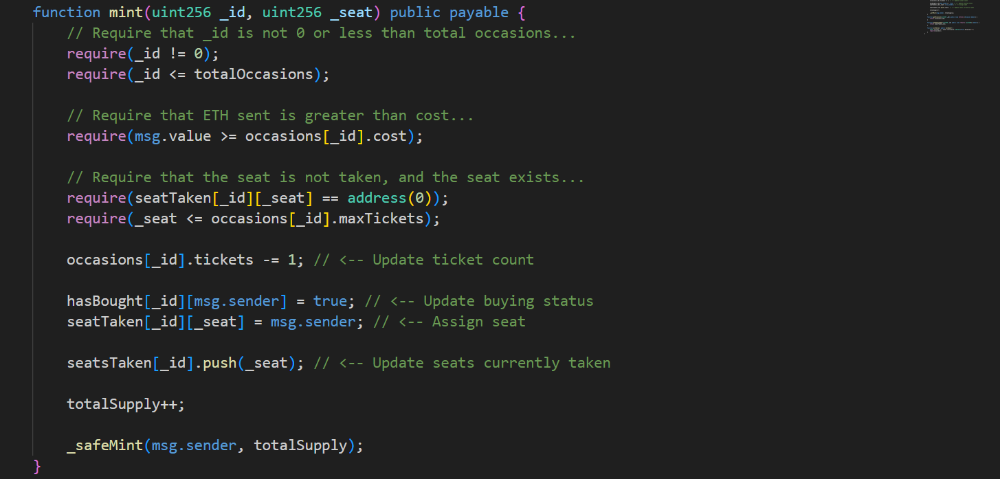 function mint(uint256 _id, uint256 _seat) public payable {
// Require that _id is not 0 or less than total occasions...
require(_id != 0);
require(_id <= totalOccasions);
// Require that ETH sent is greater than cost...
require(msg.value >= occasions[_id].cost);
// Require that the seat is not taken, and the seat exists...
require(seatTaken[_id][_seat] == address(0));
require(_seat <= occasions[_id].maxTickets);
occasions[_id].tickets -= 1; // <-- Update ticket count
hasBought[_id][msg.sender] = true; // <-- Update buying status
seatTaken[_id][_seat] = msg.sender; // <-- Assign seat
seatsTaken[_id].push(_seat); // <-- Update seats currently taken
totalSupply++;
_safeMint(msg.sender, totalSupply);
}